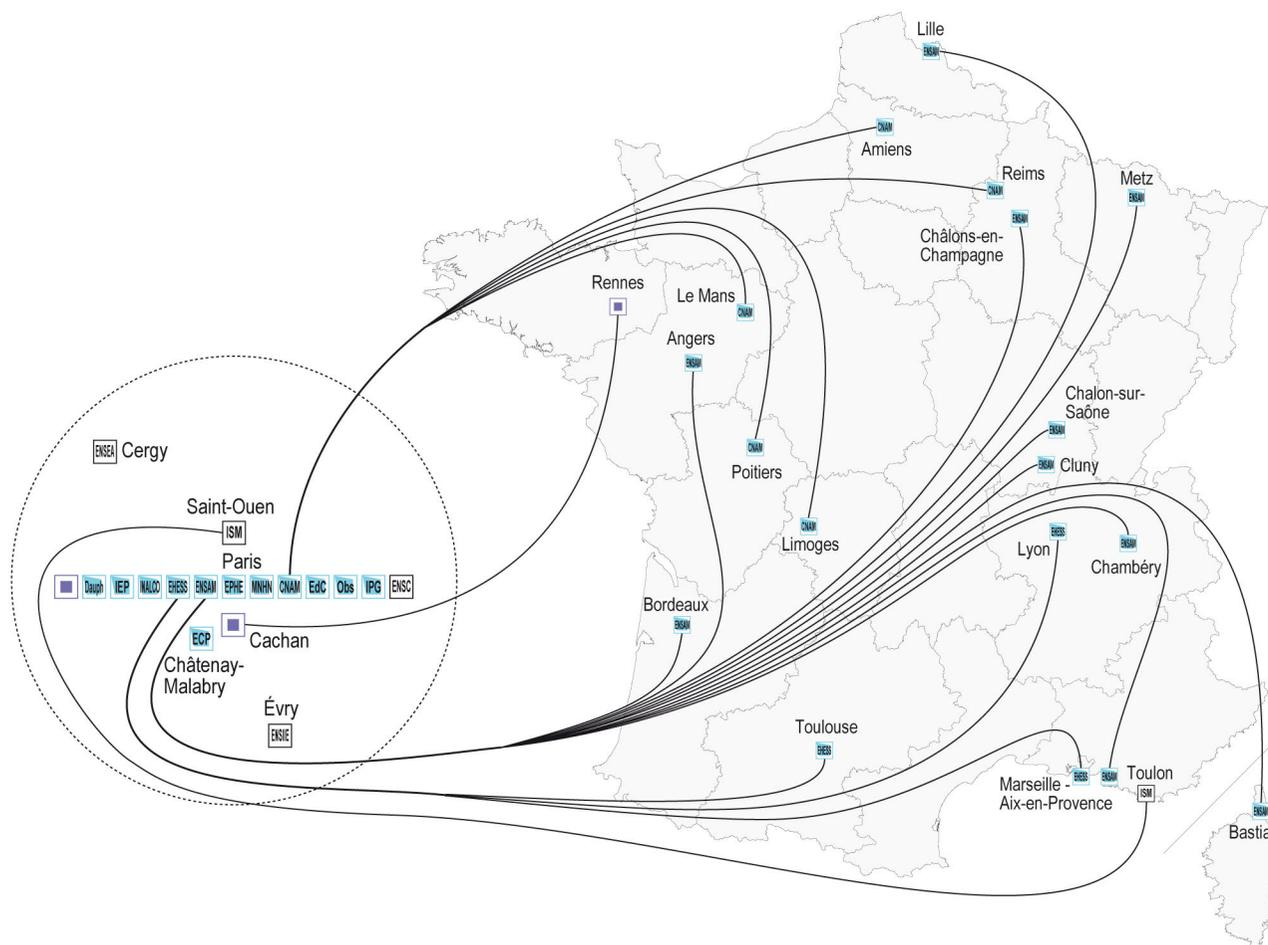 Lille
ENSAM
CNAM
Amiens
Reims
CNAM
Metz
ENSAM
ENSAM
Châlons-en-
Champagne
Rennes
Le Mans
CNAM
Angers
ENSAM
Chalon-sur-
Saône
ENSAM
Cergy
ENSEA
CNAM
Poitiers
ENSAM
Cluny
Saint-Ouen
ISM
CNAM
Limoges
EHESS
Lyon
ENSAM
Chambéry
Paris
Dauph IEP INALCO EHESS ENSAM EPHE MNHN CNAM EdC Obs IPG ENSC
Bordeaux
ENSAM
ECP
Cachan
Châtenay-
Malabry
Évry
ENSIIE
Toulouse
EHESS
Marseille -
Aix-en-Provence
EHESS
ENSAM
Toulon
ISM
ENSAM
Bastia